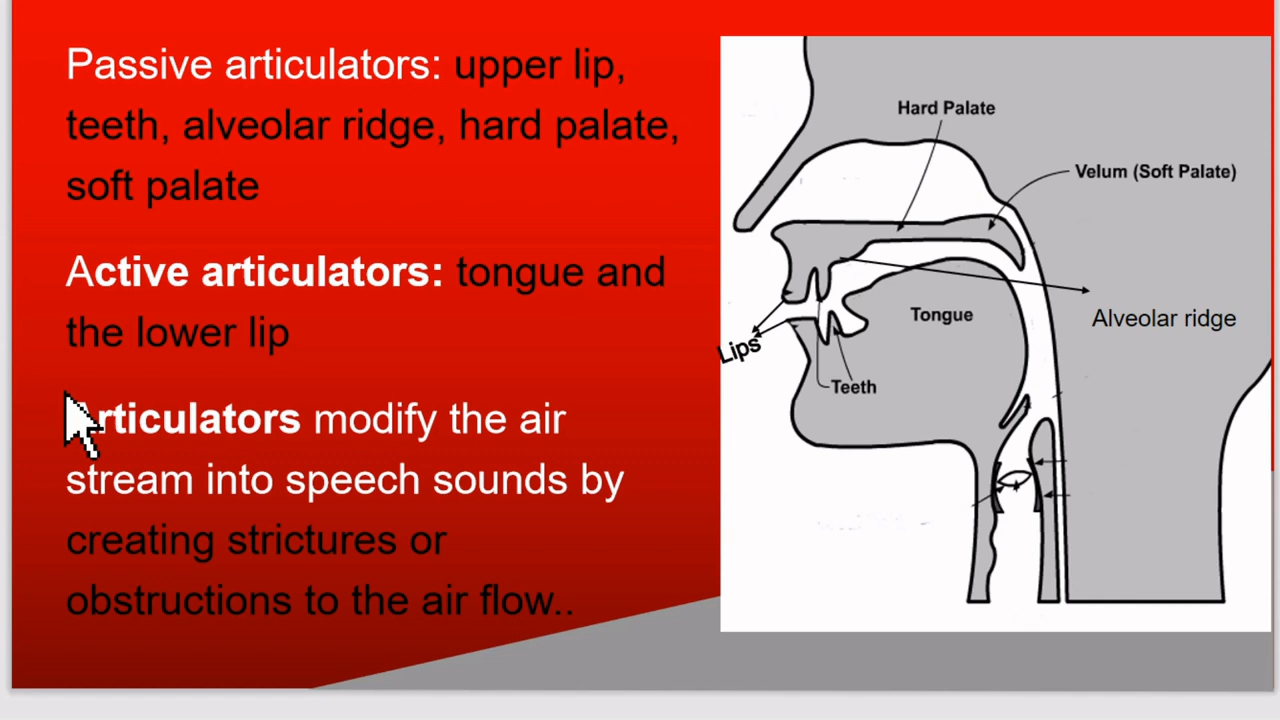 Passive articulators: upper lip,
teeth, alveolar ridge, hard palate,
soft palate
Active articulators: tongue and
the lower lip
Articulators modify the air
stream into speech sounds by
creating strictures or
obstructions to the air flow..
Hard Palate
Velum (Soft Palate)
Alveolar ridge
Tongue
Lips
Teeth